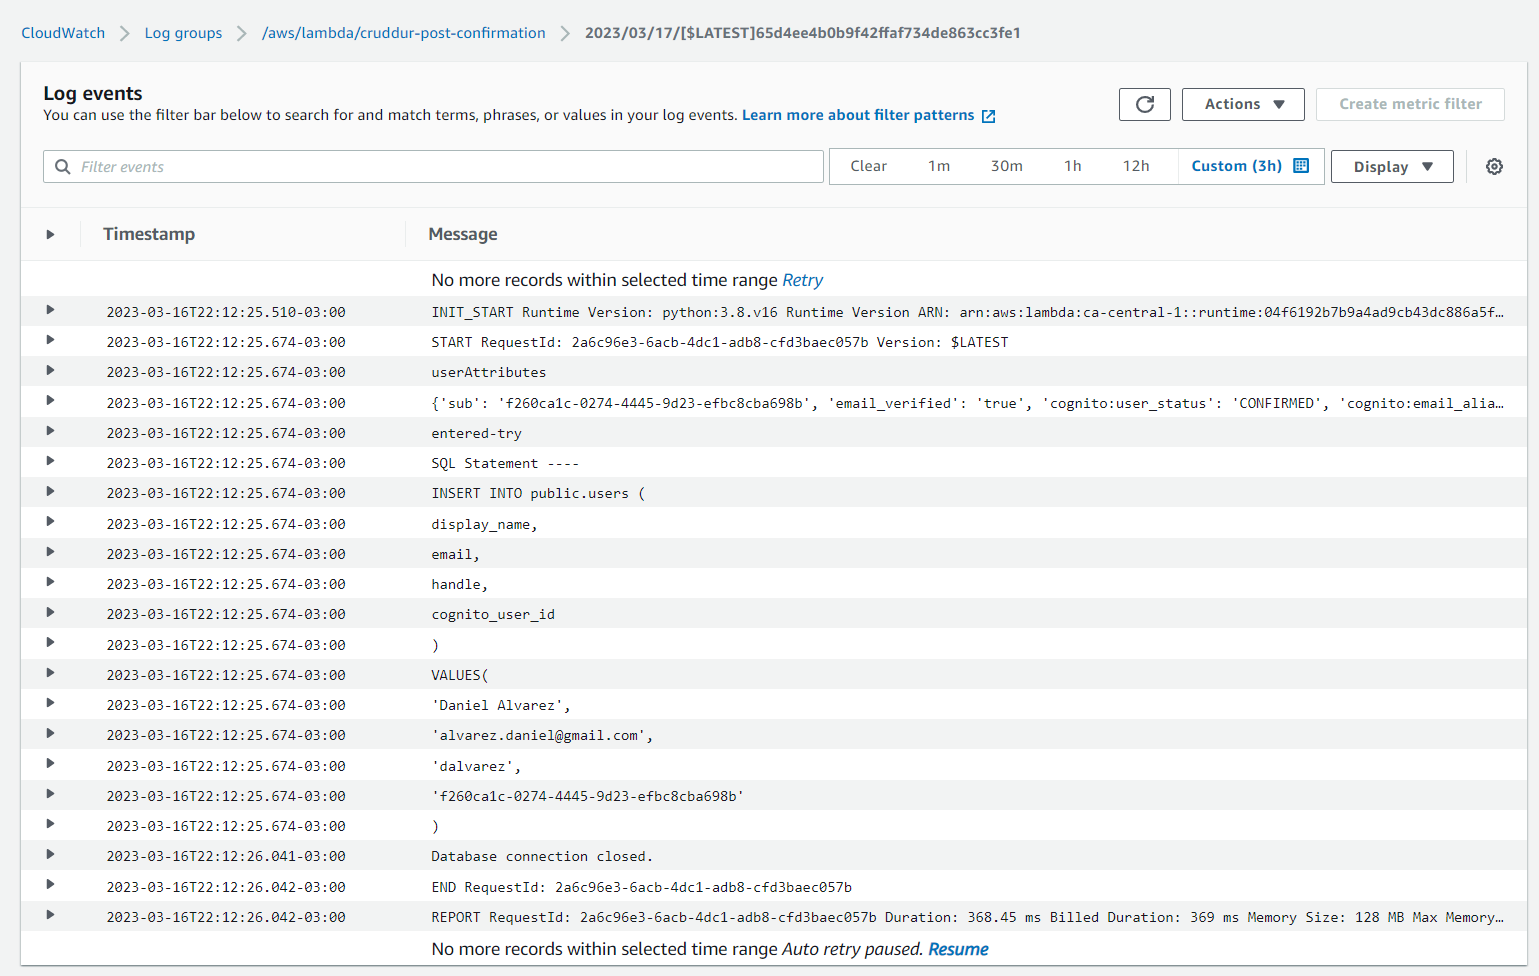 CloudWatch > Log groups > /aws/lambda/cruddur-post-confirmation > 2023/03/17/[$LATEST]65d4ee4b0b9f42ffaf734de863cc3fe1
Log events
You can use the filter bar below to search for and match terms, phrases, or values in your log events. Learn more about filter patterns
Actions
Create metric filter
Filter events
Clear 1m 30m 1h 12h Custom (3h) Display
Timestamp Message
No more records within selected time range Retry
2023-03-16T22:12:25.510-03:00 INIT_START Runtime Version: python:3.8.v16 Runtime Version ARN: arn:aws:lambda:ca-central-1::runtime:04f6192b7b9a4ad9cb43dc886a5f…
2023-03-16T22:12:25.674-03:00 START RequestId: 2a6c96e3-6acb-4dc1-adb8-cfd3baec057b Version: $LATEST
2023-03-16T22:12:25.674-03:00 userAttributes
2023-03-16T22:12:25.674-03:00 {'sub': 'f260ca1c-0274-4445-9d23-efbc8cba698b', 'email_verified': 'true', 'cognito:user_status': 'CONFIRMED', 'cognito:email_alia…
2023-03-16T22:12:25.674-03:00 entered-try
2023-03-16T22:12:25.674-03:00 SQL Statement ----
2023-03-16T22:12:25.674-03:00 INSERT INTO public.users (
2023-03-16T22:12:25.674-03:00 display_name,
2023-03-16T22:12:25.674-03:00 email,
2023-03-16T22:12:25.674-03:00 handle,
2023-03-16T22:12:25.674-03:00 cognito_user_id
2023-03-16T22:12:25.674-03:00 )
2023-03-16T22:12:25.674-03:00 VALUES(
2023-03-16T22:12:25.674-03:00 'Daniel Alvarez',
2023-03-16T22:12:25.674-03:00 'alvarez.daniel@gmail.com',
2023-03-16T22:12:25.674-03:00 'dalvarez',
2023-03-16T22:12:25.674-03:00 'f260ca1c-0274-4445-9d23-efbc8cba698b'
2023-03-16T22:12:25.674-03:00 )
2023-03-16T22:12:26.041-03:00 Database connection closed.
2023-03-16T22:12:26.042-03:00 END RequestId: 2a6c96e3-6acb-4dc1-adb8-cfd3baec057b
2023-03-16T22:12:26.042-03:00 REPORT RequestId: 2a6c96e3-6acb-4dc1-adb8-cfd3baec057b Duration: 368.45 ms Billed Duration: 369 ms Memory Size: 128 MB Max Memory…
No more records within selected time range Auto retry paused. Resume